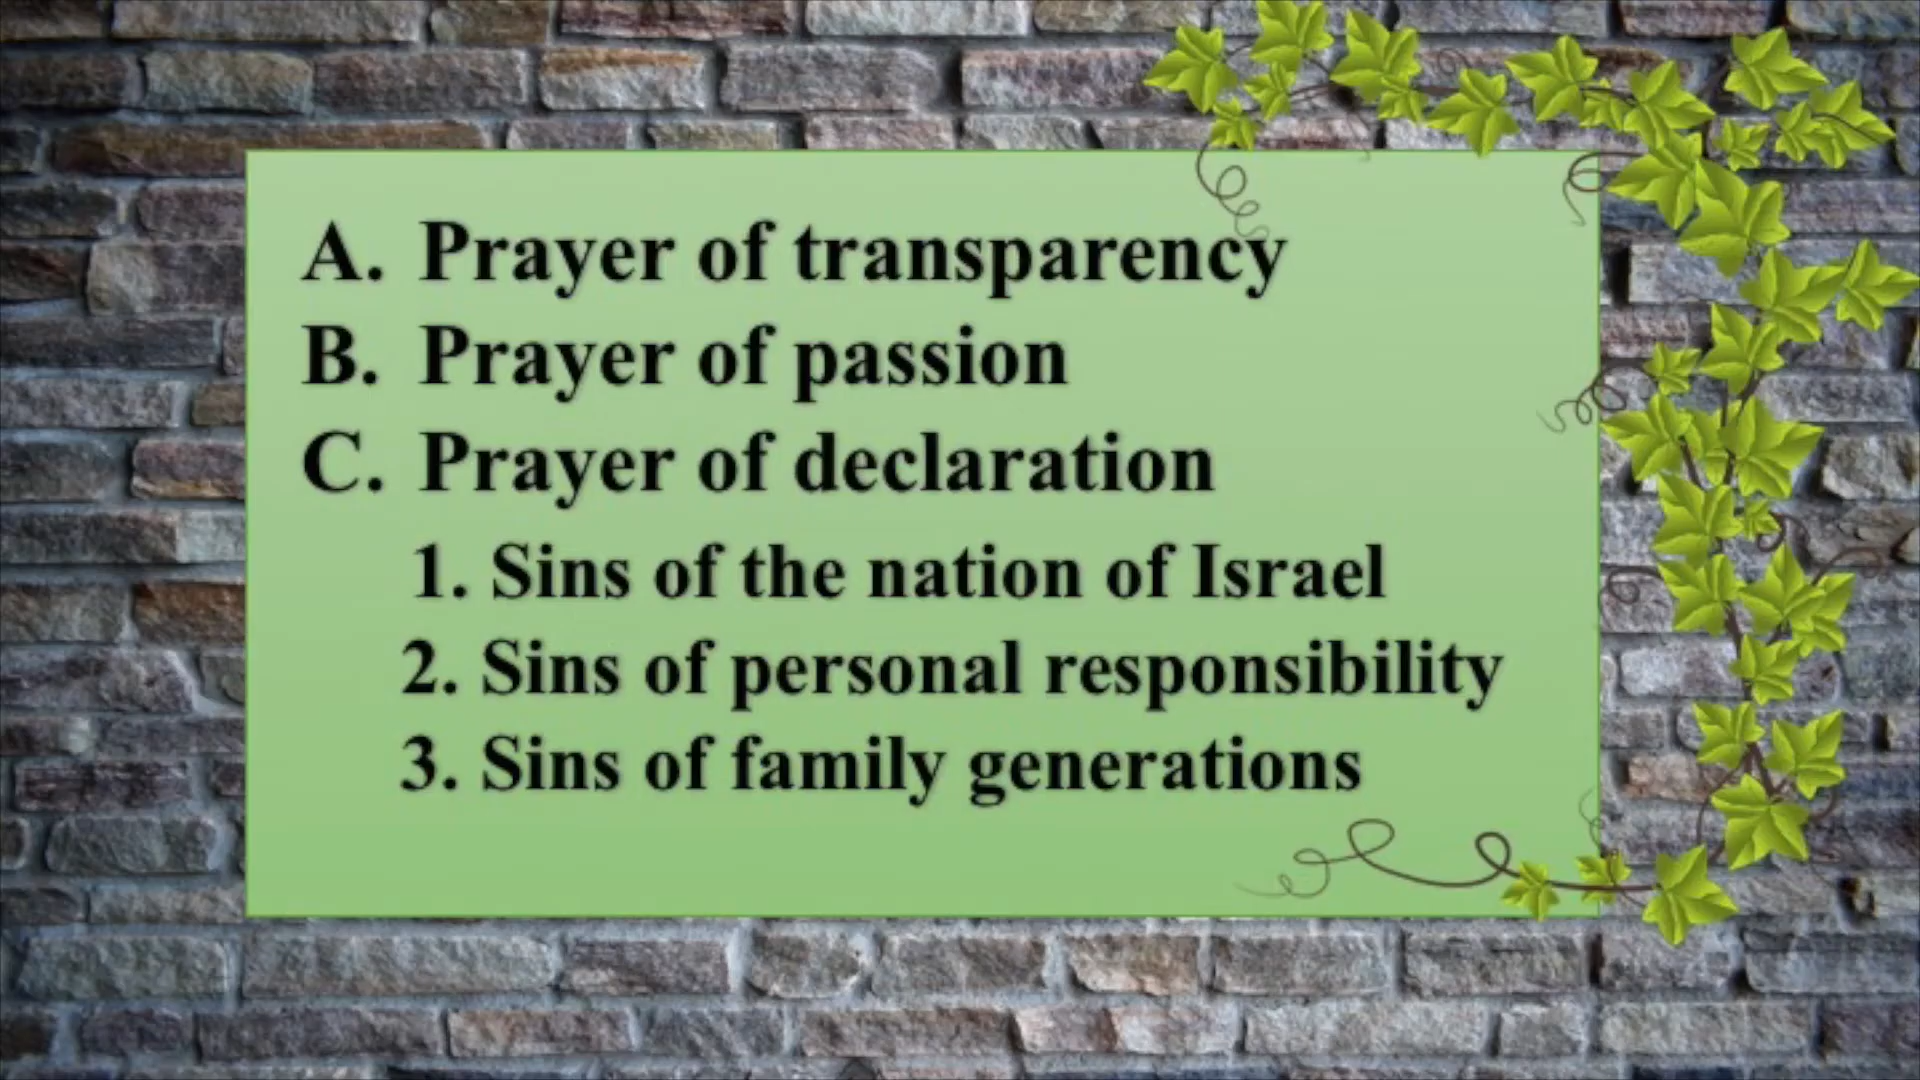 A. Prayer of transparency
B. Prayer of passion
C. Prayer of declaration
1. Sins of the nation of Israel
2. Sins of personal responsibility
3. Sins of family generations